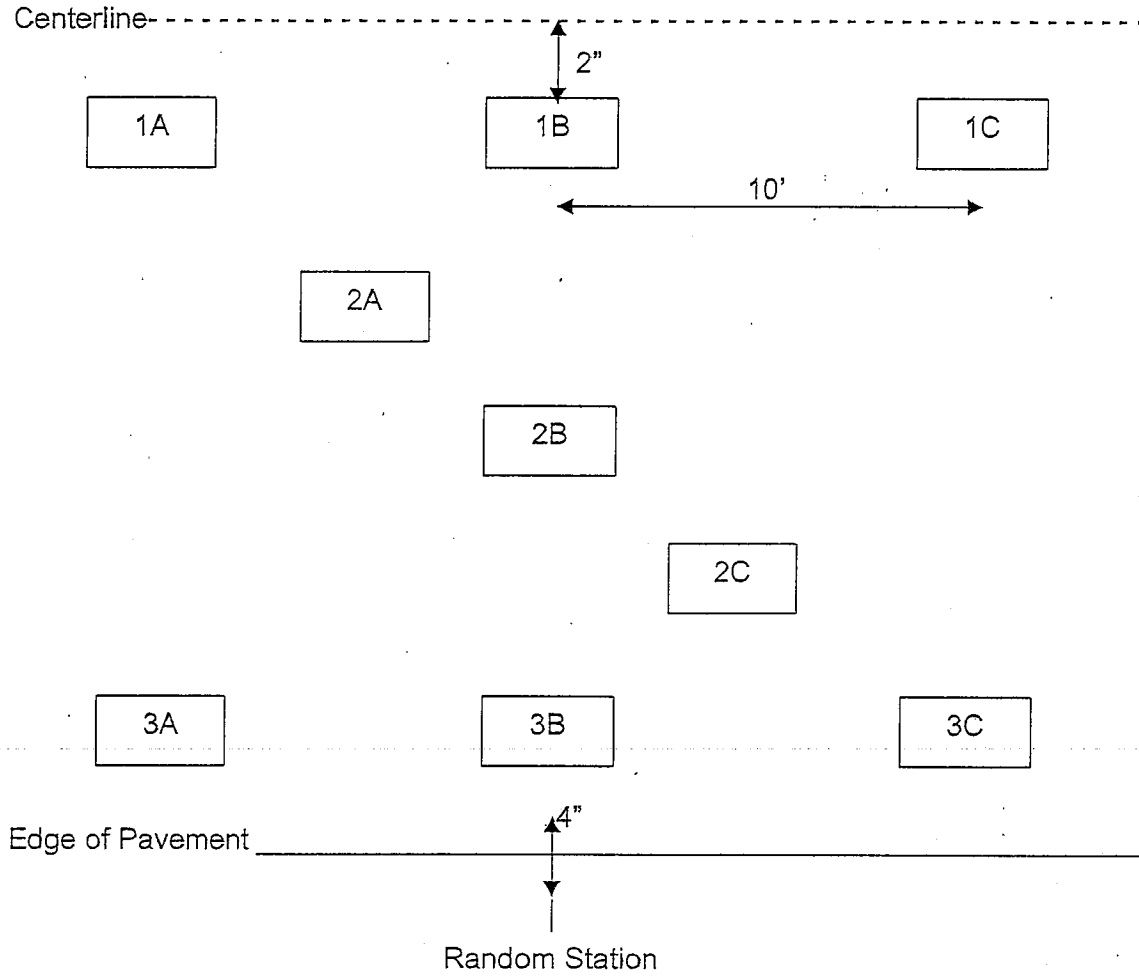 Centerline
2”
1A
1B
1C
10’
2A
2B
2C
3A
3B
3C
4”
Edge of Pavement
Random Station